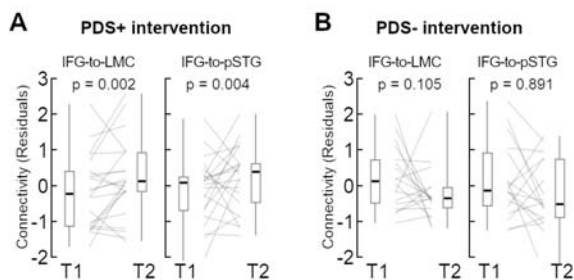 A PDS+ intervention
IFG-to-LMC IFG-to-pSTG
p = 0.002 p = 0.004
Connectivity (Residuals)
3
2
1
0
-1
-2
T1 T2 T1 T2
B PDS- intervention
IFG-to-LMC IFG-to-pSTG
p = 0.105 p = 0.891
Connectivity (Residuals)
3
2
1
0
-1
-2
T1 T2 T1 T2